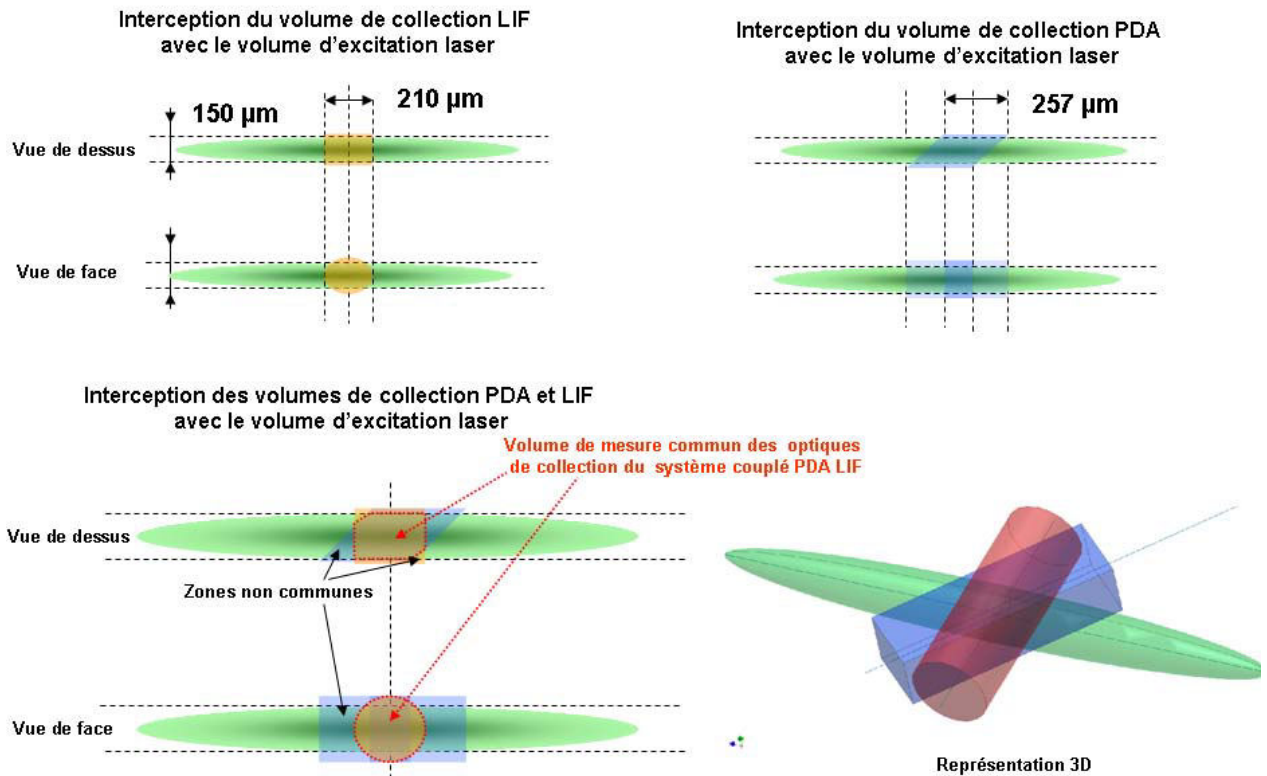 Interception du volume de collection LIF
avec le volume d'excitation laser
150 µm
210 µm
Vue de dessus
Vue de face
Interception du volume de collection PDA
avec le volume d'excitation laser
257 µm
Interception des volumes de collection PDA et LIF
avec le volume d'excitation laser
Volume de mesure commun des optiques
de collection du système couplé PDA LIF
Vue de dessus
Zones non communes
Vue de face
Représentation 3D